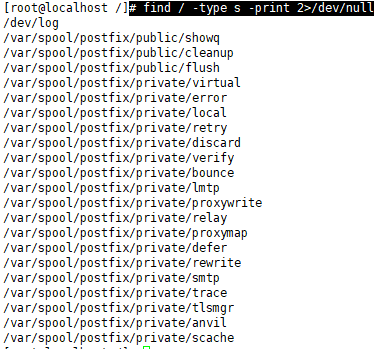 [root@localhost /]# find / -type s -print 2>/dev/null
/dev/log
/var/spool/postfix/public/showq
/var/spool/postfix/public/cleanup
/var/spool/postfix/public/flush
/var/spool/postfix/private/virtual
/var/spool/postfix/private/error
/var/spool/postfix/private/local
/var/spool/postfix/private/retry
/var/spool/postfix/private/discard
/var/spool/postfix/private/verify
/var/spool/postfix/private/bounce
/var/spool/postfix/private/lmtp
/var/spool/postfix/private/proxywrite
/var/spool/postfix/private/relay
/var/spool/postfix/private/proxymap
/var/spool/postfix/private/defer
/var/spool/postfix/private/rewrite
/var/spool/postfix/private/smtp
/var/spool/postfix/private/trace
/var/spool/postfix/private/tlsmgr
/var/spool/postfix/private/anvil
/var/spool/postfix/private/scache